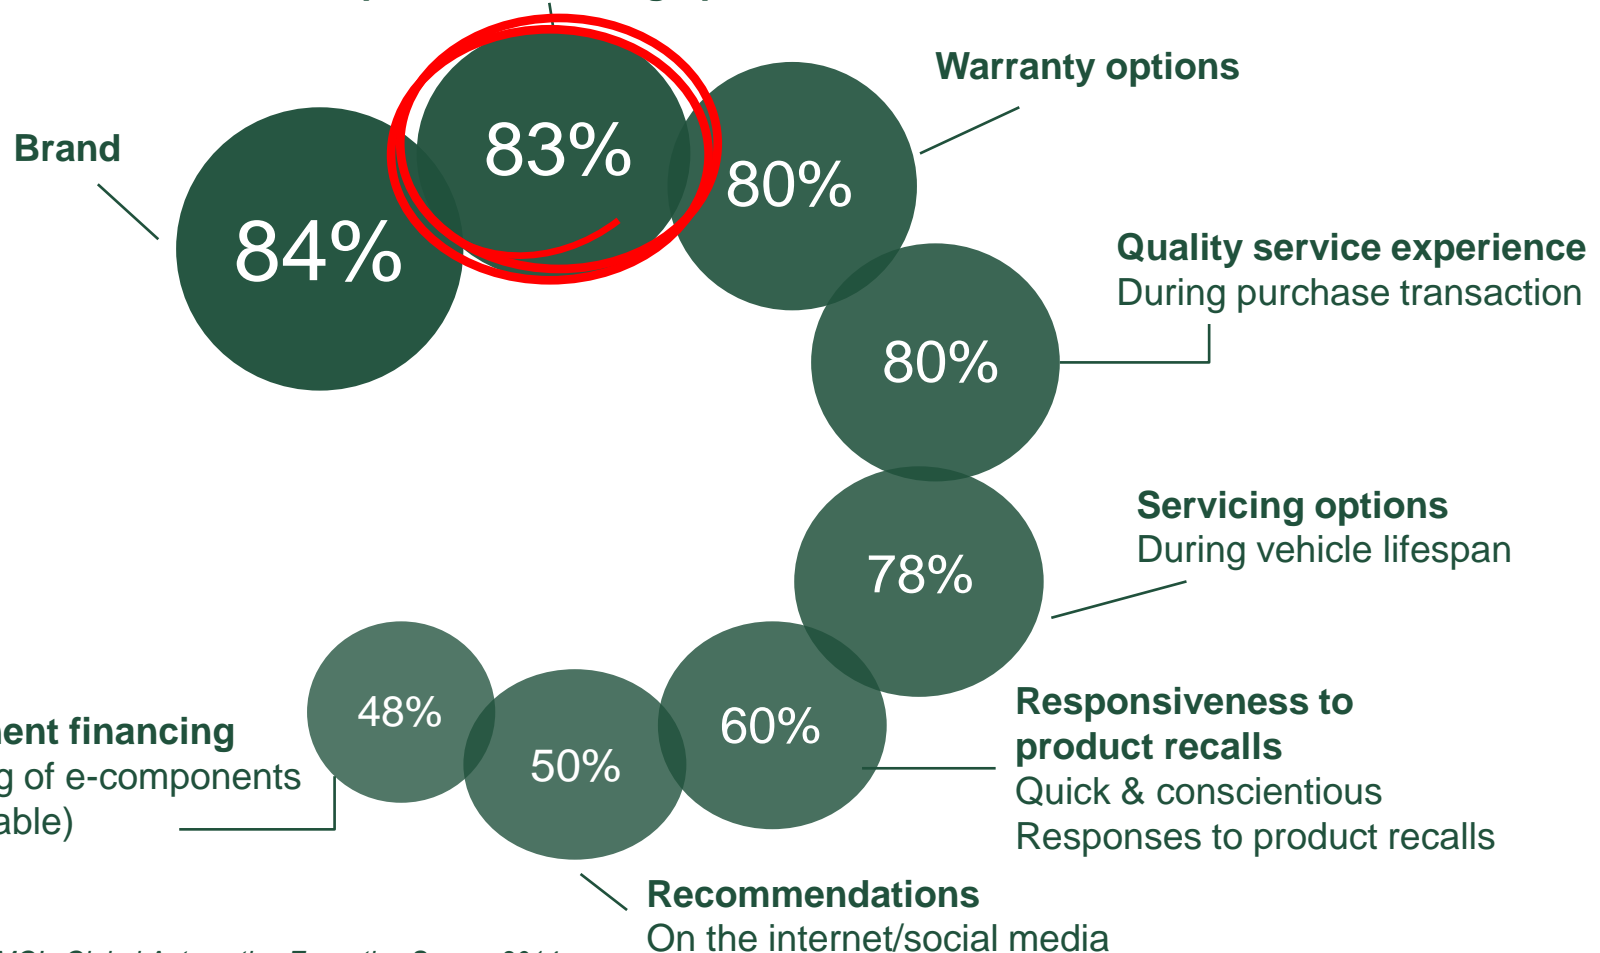 Brand
84%
83%
80%
Warranty options
80%
Quality service experience
During purchase transaction
78%
Servicing options
During vehicle lifespan
60%
Responsiveness to
product recalls
Quick & conscientious
Responses to product recalls
50%
Recommendations
On the internet/social media
48%
financing
of e-components